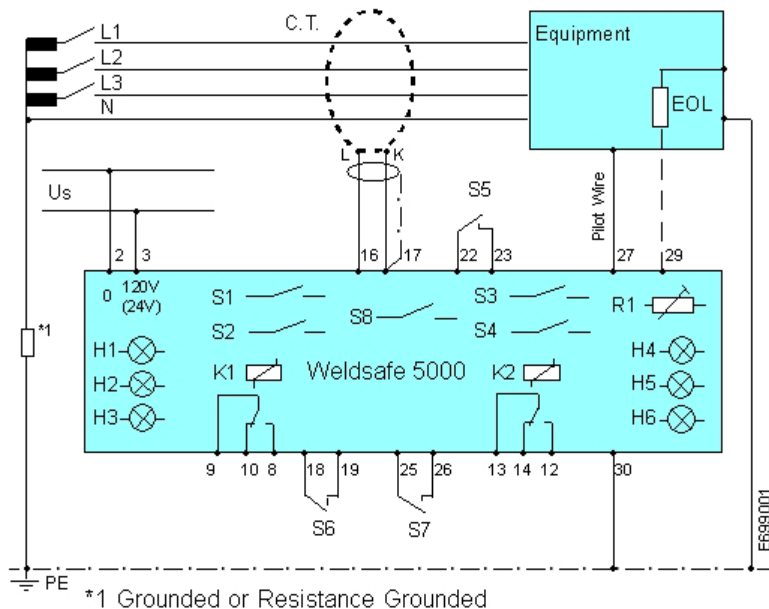 C.T.
L1
L2
L3
N
Equipment
EOL
L K
S5
Us
Pilot Wire
2 3 16 17 22 23 27 29
0 120V
(24V)
S1
S2
S8
S3
S4
R1
*1
H1
H2
H3
K1
Weldsafe 5000
K2
H4
H5
H6
9 10 8 18 19 25 26 13 14 12 30
S6
S7
E699001
PE
*1 Grounded or Resistance Grounded